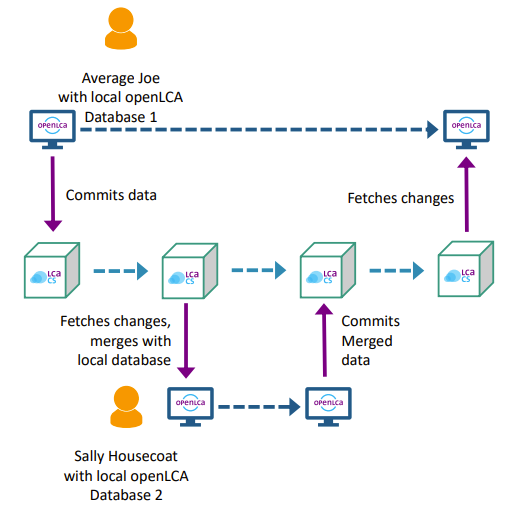 Average Joe
with local openLCA
Database 1
openLCA
openLCA
Commits data
Fetches changes
LCA
CS
LCA
CS
LCA
CS
LCA
CS
Fetches changes,
merges with
local database
Commits
Merged
data
openLCA
openLCA
Sally Housecoat
with local openLCA
Database 2